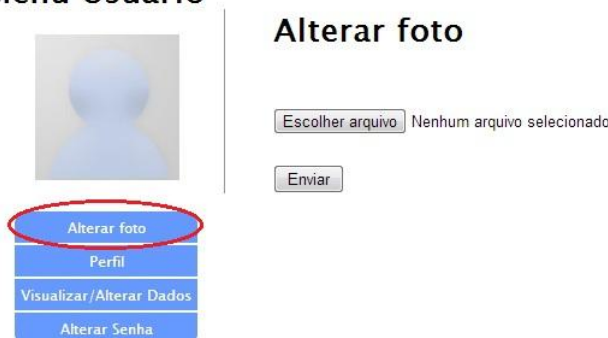 Usuário
Alterar foto
Escolher arquivo Nenhum arquivo selecionado
Enviar
Alterar foto
Perfil
Visualizar/Alterar Dados
Alterar Senha